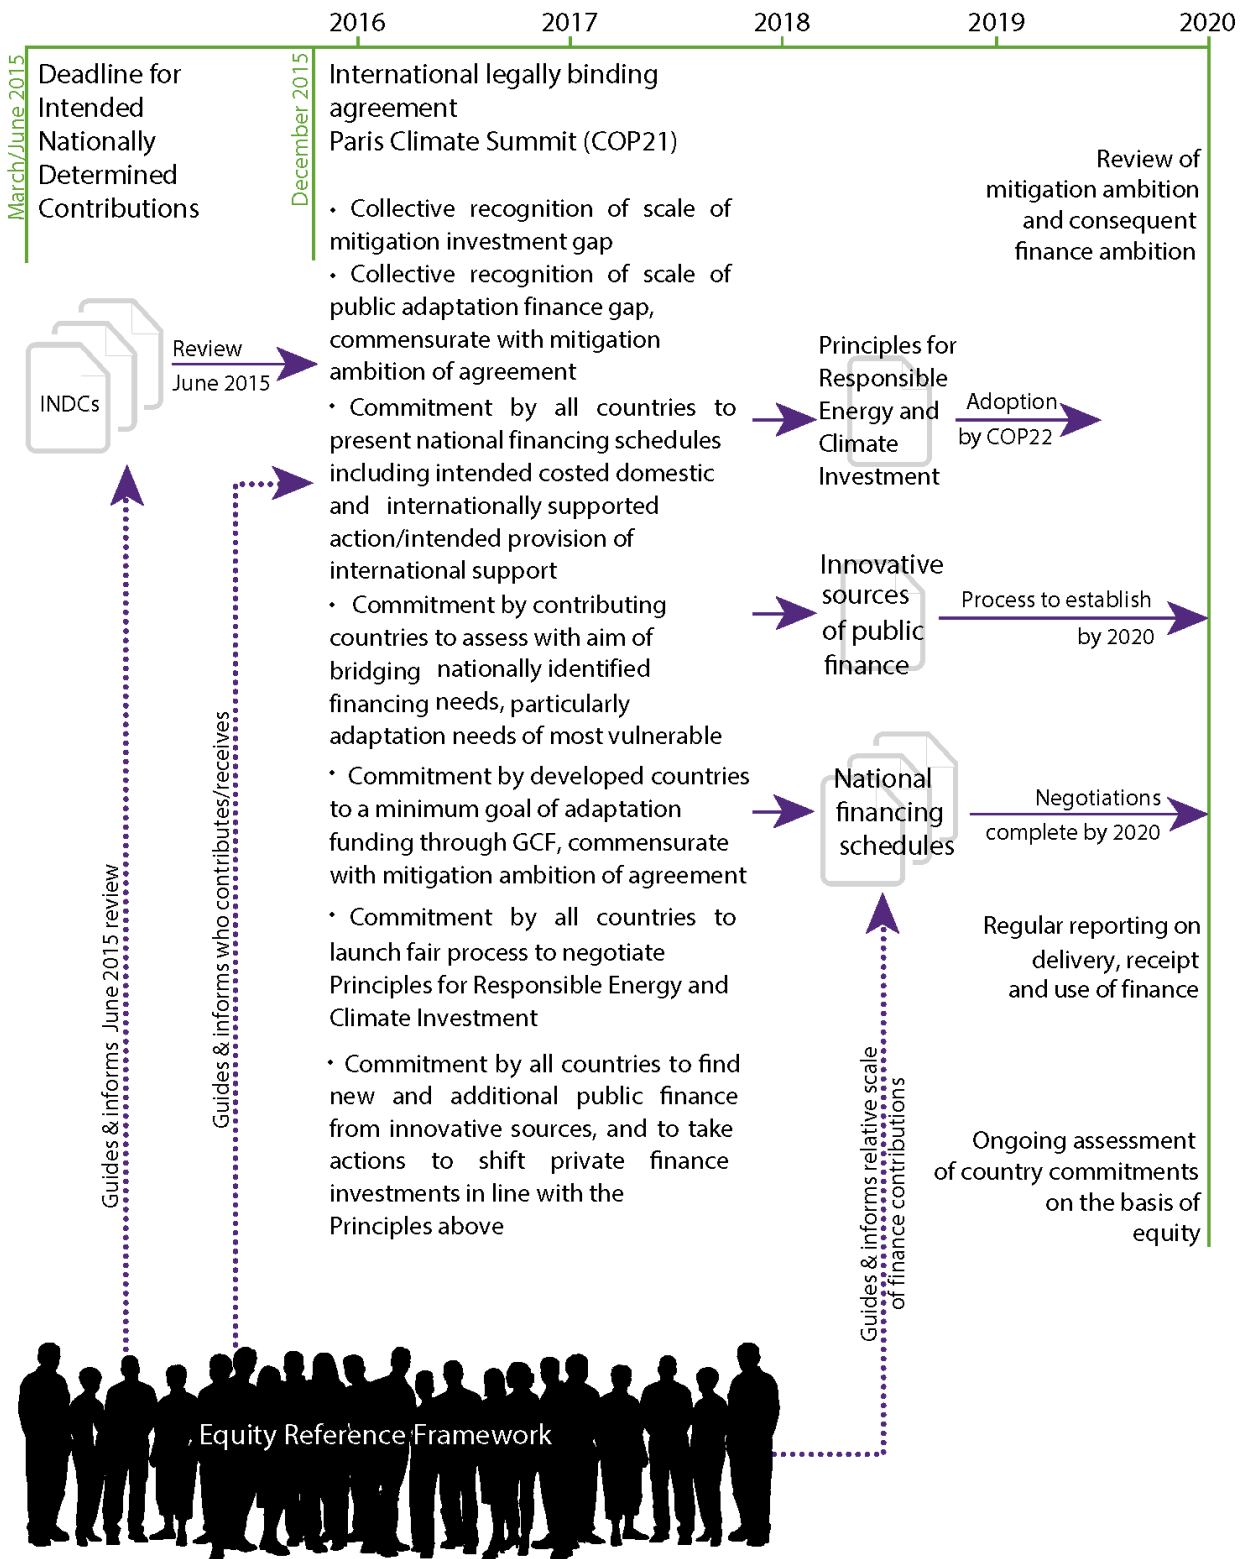 2016
2017
2018
2019
2020
March/June 2015
Deadline for
Intended
Nationally
Determined
Contributions
December 2015
International legally binding
agreement
Paris Climate Summit (COP21)
• Collective recognition of scale of
mitigation investment gap
• Collective recognition of scale of
public adaptation finance gap,
commensurate with mitigation
ambition of agreement
• Commitment by all countries to
present national financing schedules
including intended costed domestic
and internationally supported
action/intended provision of
international support
• Commitment by contributing
countries to assess with aim of
bridging nationally identified
financing needs, particularly
adaptation needs of most vulnerable
• Commitment by developed countries
to a minimum goal of adaptation
funding through GCF, commensurate
with mitigation ambition of agreement
• Commitment by all countries to
launch fair process to negotiate
Principles for Responsible Energy and
Climate Investment
• Commitment by all countries to find
new and additional public finance
from innovative sources, and to take
actions to shift private finance
investments in line with the
Principles above
INDCs
Review
June 2015
Principles for
Responsible
Energy and
Climate
Investment
Adoption
by COP22
Innovative
sources
of public
finance
Process to establish
by 2020
National
financing
schedules
Negotiations
complete by 2020
Review of
mitigation ambition
and consequent
finance ambition
Regular reporting on
delivery, receipt
and use of finance
Ongoing assessment
of country commitments
on the basis of
equity
Guides & informs June 2015 review
Guides & informs who contributes/receives
Guides & informs relative scale
of finance contributions
Equity Reference Framework